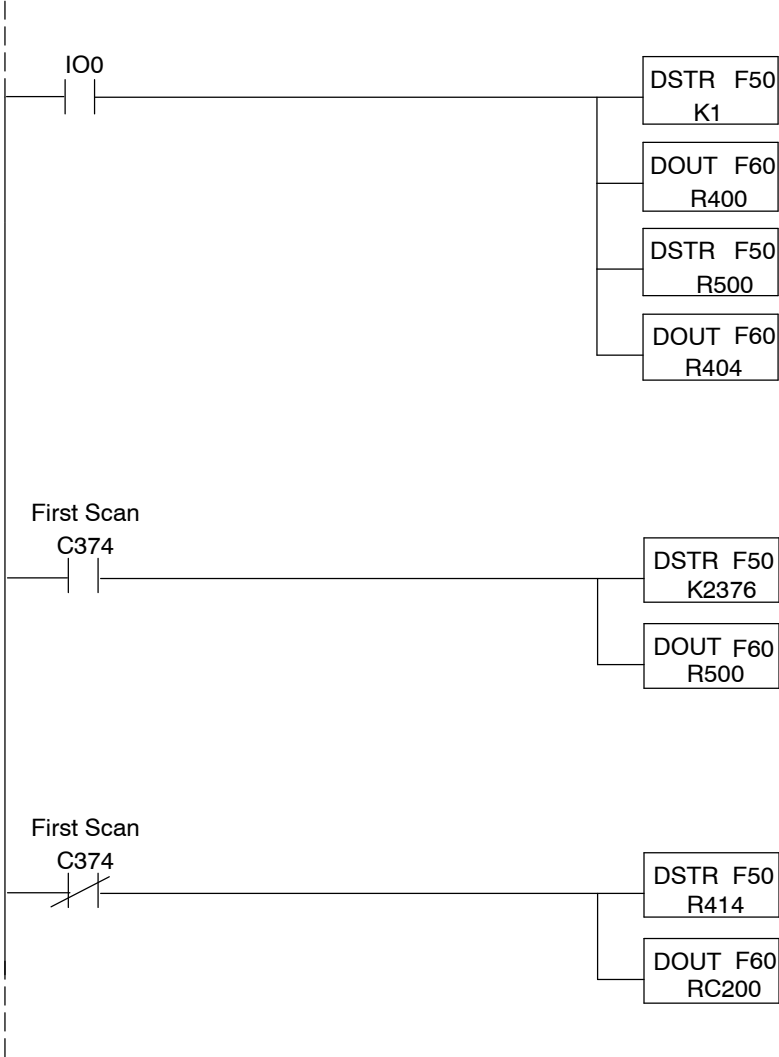 IO0
DSTR F50
K1
DOUT F60
R400
DSTR F50
R500
DOUT F60
R404
First Scan
C374
DSTR F50
K2376
DOUT F60
R500
First Scan
C374
DSTR F50
R414
DOUT F60
RC200